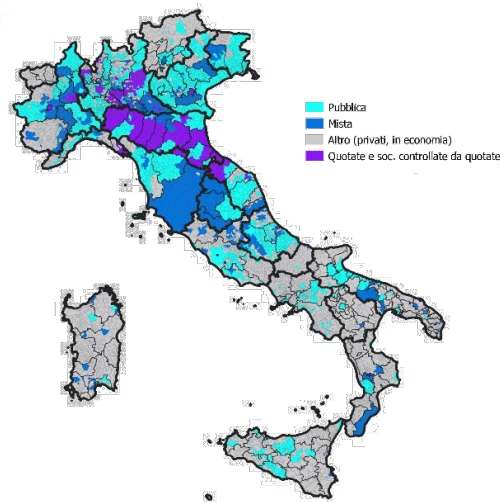 Pubblica
Mista
Altro (privati, in economia)
Quotate e soc. controllate da quotate